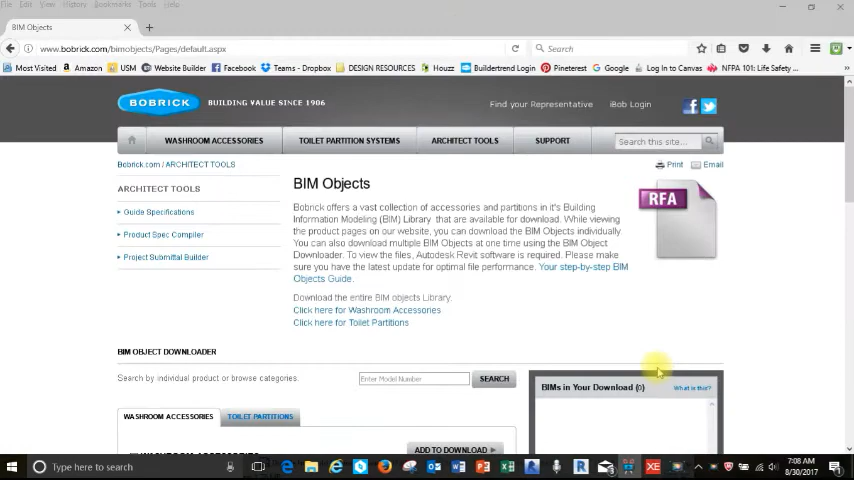 File Edit View History Bookmarks Tools Help
BIM Objects
www.bobrick.com/bimobjects/Pages/default.aspx
Search
Most Visited Amazon USM Website Builder Facebook Teams - Dropbox DESIGN RESOURCES Houzz Buildertrend Login Pineterest Google Log In to Canvas NFPA 101: Life Safety ...
BOBRICK BUILDING VALUE SINCE 1906
Find your Representative iBob Login
WASHROOM ACCESSORIES TOILET PARTITION SYSTEMS ARCHITECT TOOLS SUPPORT Search this site...
Bobrick.com / ARCHITECT TOOLS
Print Email
ARCHITECT TOOLS
Guide Specifications
Product Spec Compiler
Project Submittal Builder
BIM Objects
Bobrick offers a vast collection of accessories and partitions in it's Building
Information Modeling (BIM) Library that are available for download. While viewing
the product pages on our website, you can download the BIM Objects individually
You can also download multiple BIM Objects at one time using the BIM Object
Downloader. To view the files, Autodesk Revit software is required. Please make
sure you have the latest update for optimal file performance. Your step-by-step BIM
Objects Guide.
RFA
Download the entire BIM objects Library.
Click here for Washroom Accessories
Click here for Toilet Partitions
BIM OBJECT DOWNLOADER
Search by individual product or browse categories.
Enter Model Number SEARCH
BIMs in Your Download (0) What is this?
WASHROOM ACCESSORIES TOILET PARTITIONS
WASHROOM ACCESSORIES
ADD TO DOWNLOAD
Type here to search
7:08 AM
8/30/2017